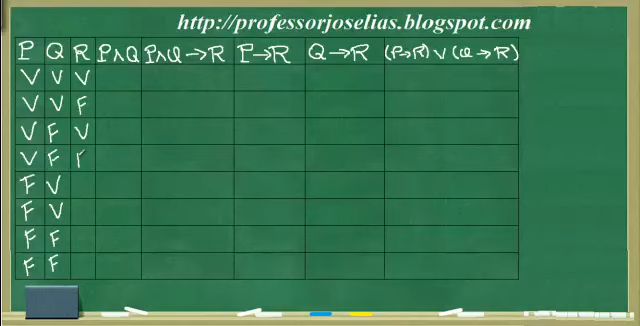 http://professorjoselias.blogspot.com
P Q R P∧Q P∧Q→R P→R Q→R (P→R)∨(Q→R)
V V V
V V F
V F V
V F
F V
F V
F F
F F